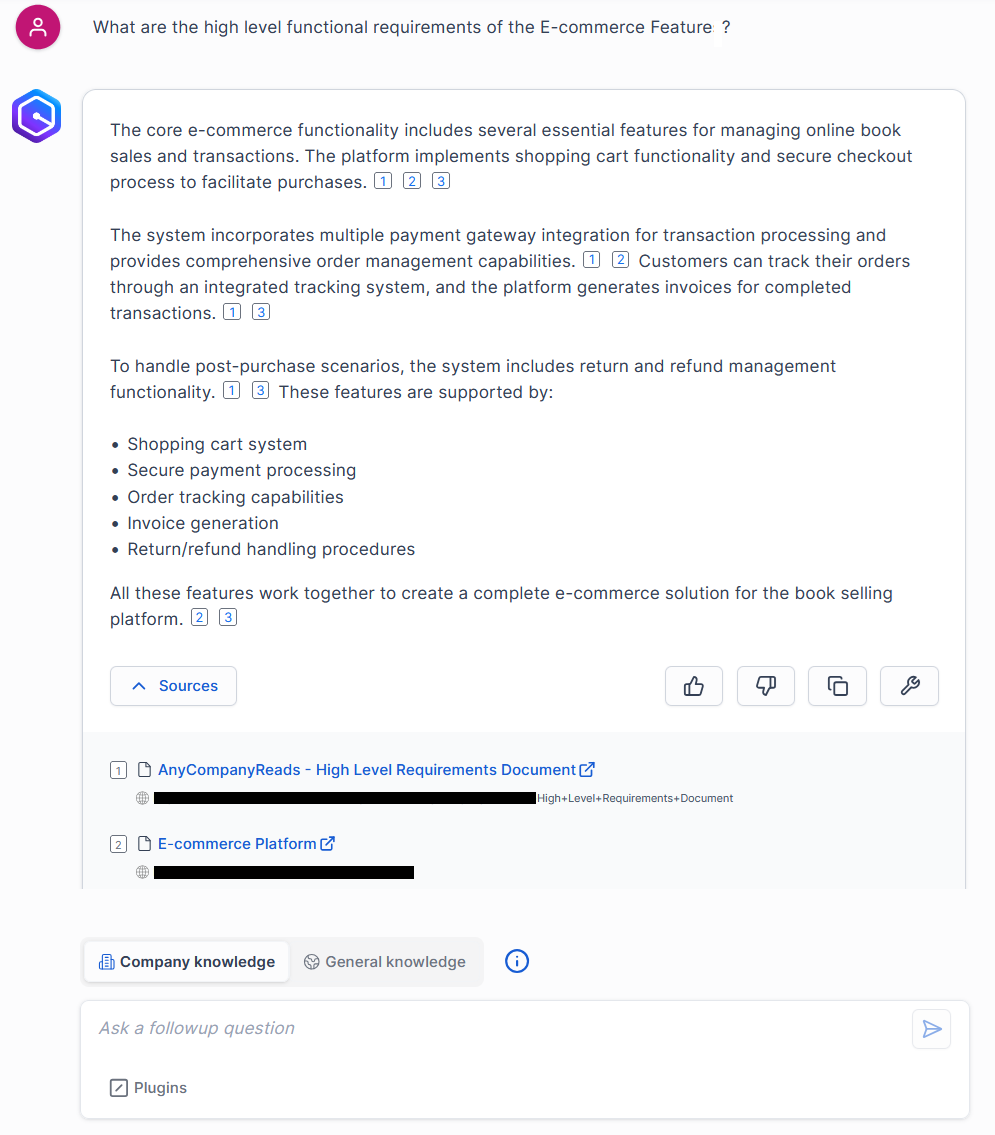 What are the high level functional requirements of the E-commerce Feature ?
The core e-commerce functionality includes several essential features for managing online book
sales and transactions. The platform implements shopping cart functionality and secure checkout
process to facilitate purchases. 1 2 3
The system incorporates multiple payment gateway integration for transaction processing and
provides comprehensive order management capabilities. 1 2 Customers can track their orders
through an integrated tracking system, and the platform generates invoices for completed
transactions. 1 3
To handle post-purchase scenarios, the system includes return and refund management
functionality. 1 3 These features are supported by:
• Shopping cart system
• Secure payment processing
• Order tracking capabilities
• Invoice generation
• Return/refund handling procedures
All these features work together to create a complete e-commerce solution for the book selling
platform. 2 3
Sources
1 AnyCompanyReads - High Level Requirements Document
High+Level+Requirements+Document
2 E-commerce Platform
Company knowledge General knowledge
Ask a followup question
Plugins